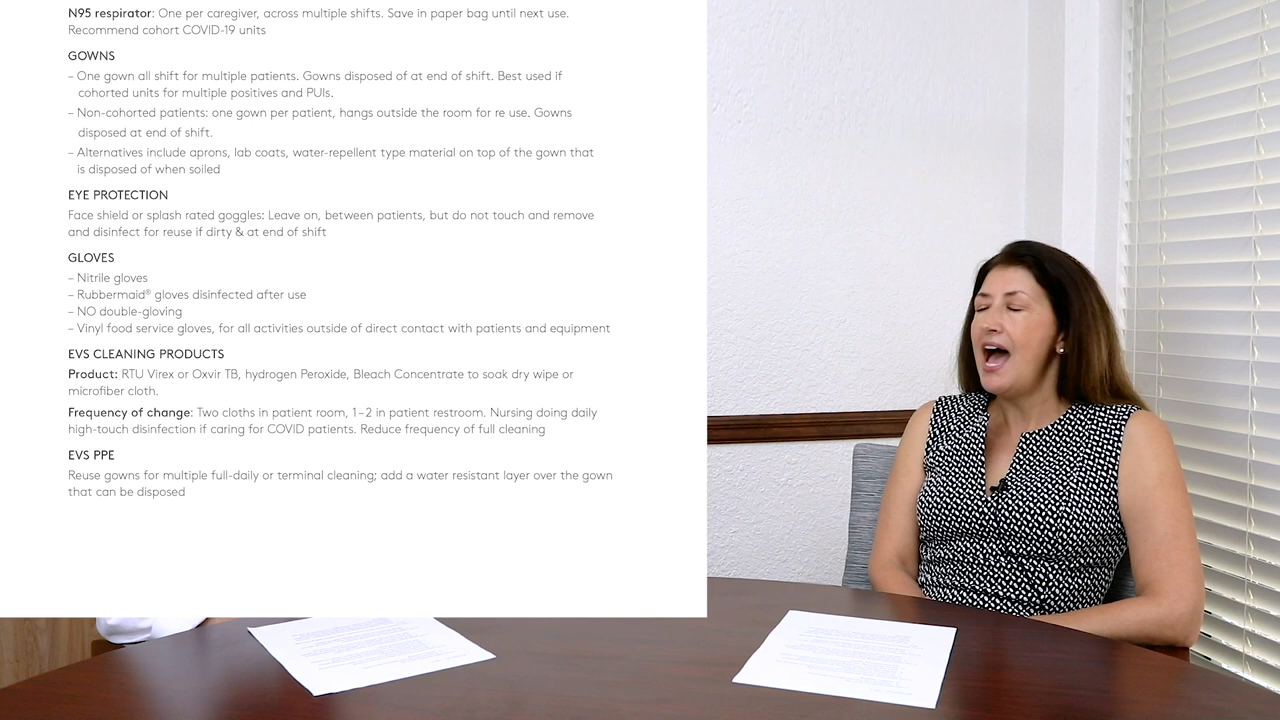 N95 respirator: One per caregiver, across multiple shifts. Save in paper bag until next use.
Recommend cohort COVID-19 units
GOWNS
– One gown all shift for multiple patients. Gowns disposed of at end of shift. Best used if
cohorted units for multiple positives and PUIs.
– Non-cohorted patients: one gown per patient, hangs outside the room for re use. Gowns
disposed at end of shift.
– Alternatives include aprons, lab coats, water-repellent type material on top of the gown that
is disposed of when soiled
EYE PROTECTION
Face shield or splash rated goggles: Leave on, between patients, but do not touch and remove
and disinfect for reuse if dirty & at end of shift
GLOVES
– Nitrile gloves
– Rubbermaid® gloves disinfected after use
– NO double-gloving
– Vinyl food service gloves, for all activities outside of direct contact with patients and equipment
EVS CLEANING PRODUCTS
Product: RTU Virex or Oxvir TB, hydrogen Peroxide, Bleach Concentrate to soak dry wipe or
microfiber cloth.
Frequency of change: Two cloths in patient room, 1–2 in patient restroom. Nursing doing daily
high-touch disinfection if caring for COVID patients. Reduce frequency of full cleaning
EVS PPE
Reuse gowns for multiple full-daily or terminal cleaning; add a water resistant layer over the gown
that can be disposed